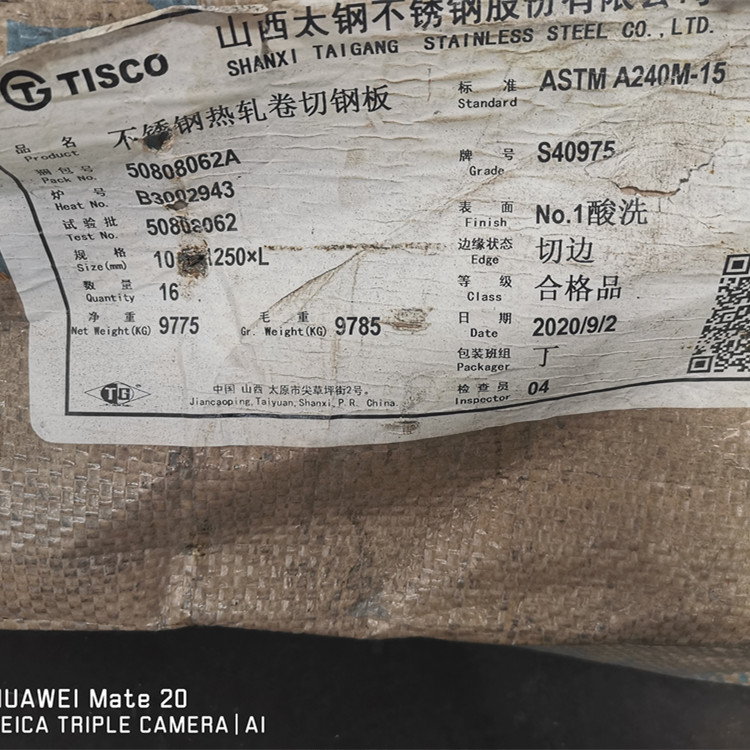 山西太钢不锈钢股份有限公司
SHANXI TAIGANG STAINLESS STEEL CO.,LTD.
TISCO
品名 不锈钢热轧卷切钢板
Product
标准 ASTM A240M-15
Standard
捆包号 50808062A
Pack No.
牌号 S40975
Grade
炉号 B3002943
Heat No.
试验批 50808062
Test No.
表面 No.1酸洗
Finish
规格 10 1250×L
Size(mm)
边缘状态 切边
Edge
数量 16
Quantity
等级 合格品
Class
净重 9775
Net Weight(KG)
毛重 9785
Gr. Weight(KG)
日期 2020/9/2
Date
包装班组 丁
Packager
检查员 04
Inspector
TG
中国 山西 太原市尖草坪街2号。
Jiancaoping,Taiyuan,Shanxi,P.R. China
HUAWEI Mate 20
LEICA TRIPLE CAMERA|AI